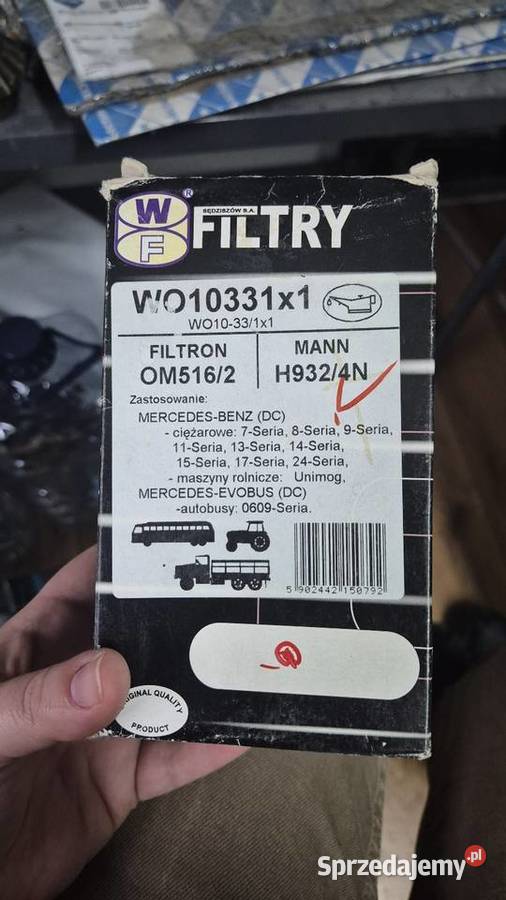 WF®
SĘDZISZÓW S.A.
FILTRY
WO10331x1
WO10-33/1x1
FILTRON
OM516/2
MANN
H932/4N
Zastosowanie:
MERCEDES-BENZ (DC)
- ciężarowe: 7-Seria, 8-Seria, 9-Seria,
11-Seria, 13-Seria, 14-Seria,
15-Seria, 17-Seria, 24-Seria,
- maszyny rolnicze: Unimog,
MERCEDES-EVOBUS (DC)
-autobusy: 0609-Seria.
5 902442 150792
ORIGINAL QUALITY
PRODUCT
Sprzedajemy.pl